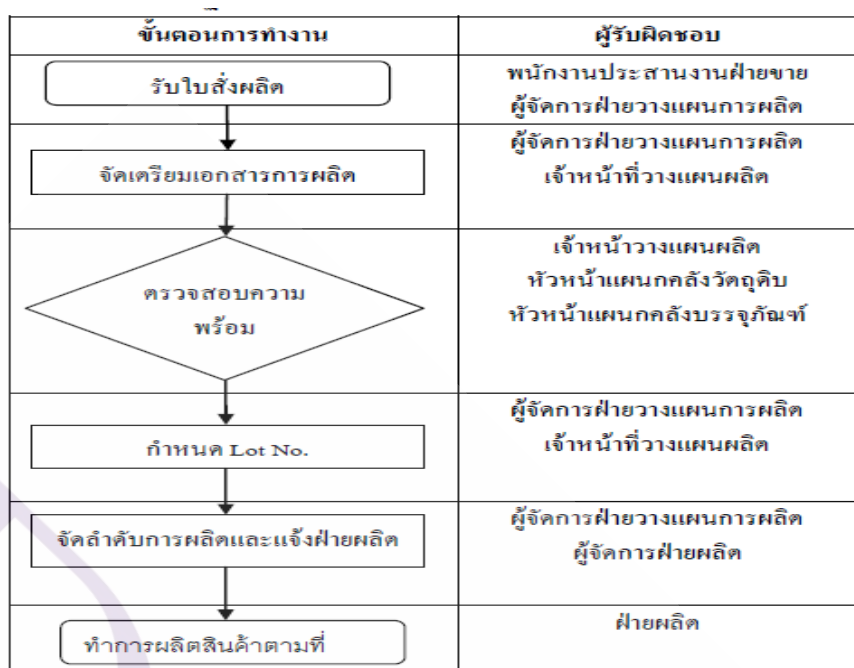 ขั้นตอนการทำงาน
ผู้รับผิดชอบ
รับใบสั่งผลิต
พนักงานประสานงานฝ่ายขาย
ผู้จัดการฝ่ายวางแผนการผลิต
จัดเตรียมเอกสารการผลิต
ผู้จัดการฝ่ายวางแผนการผลิต
เจ้าหน้าที่วางแผนผลิต
ตรวจสอบความ
พร้อม
เจ้าหน้าวางแผนผลิต
หัวหน้าแผนกคลังวัตถุดิบ
หัวหน้าแผนกคลังบรรจุภัณฑ์
กำหนด Lot No.
ผู้จัดการฝ่ายวางแผนการผลิต
เจ้าหน้าที่วางแผนผลิต
จัดลำดับการผลิตและแจ้งฝ่ายผลิต
ผู้จัดการฝ่ายวางแผนการผลิต
ผู้จัดการฝ่ายผลิต
ทำการผลิตสินค้าตามที่
ฝ่ายผลิต